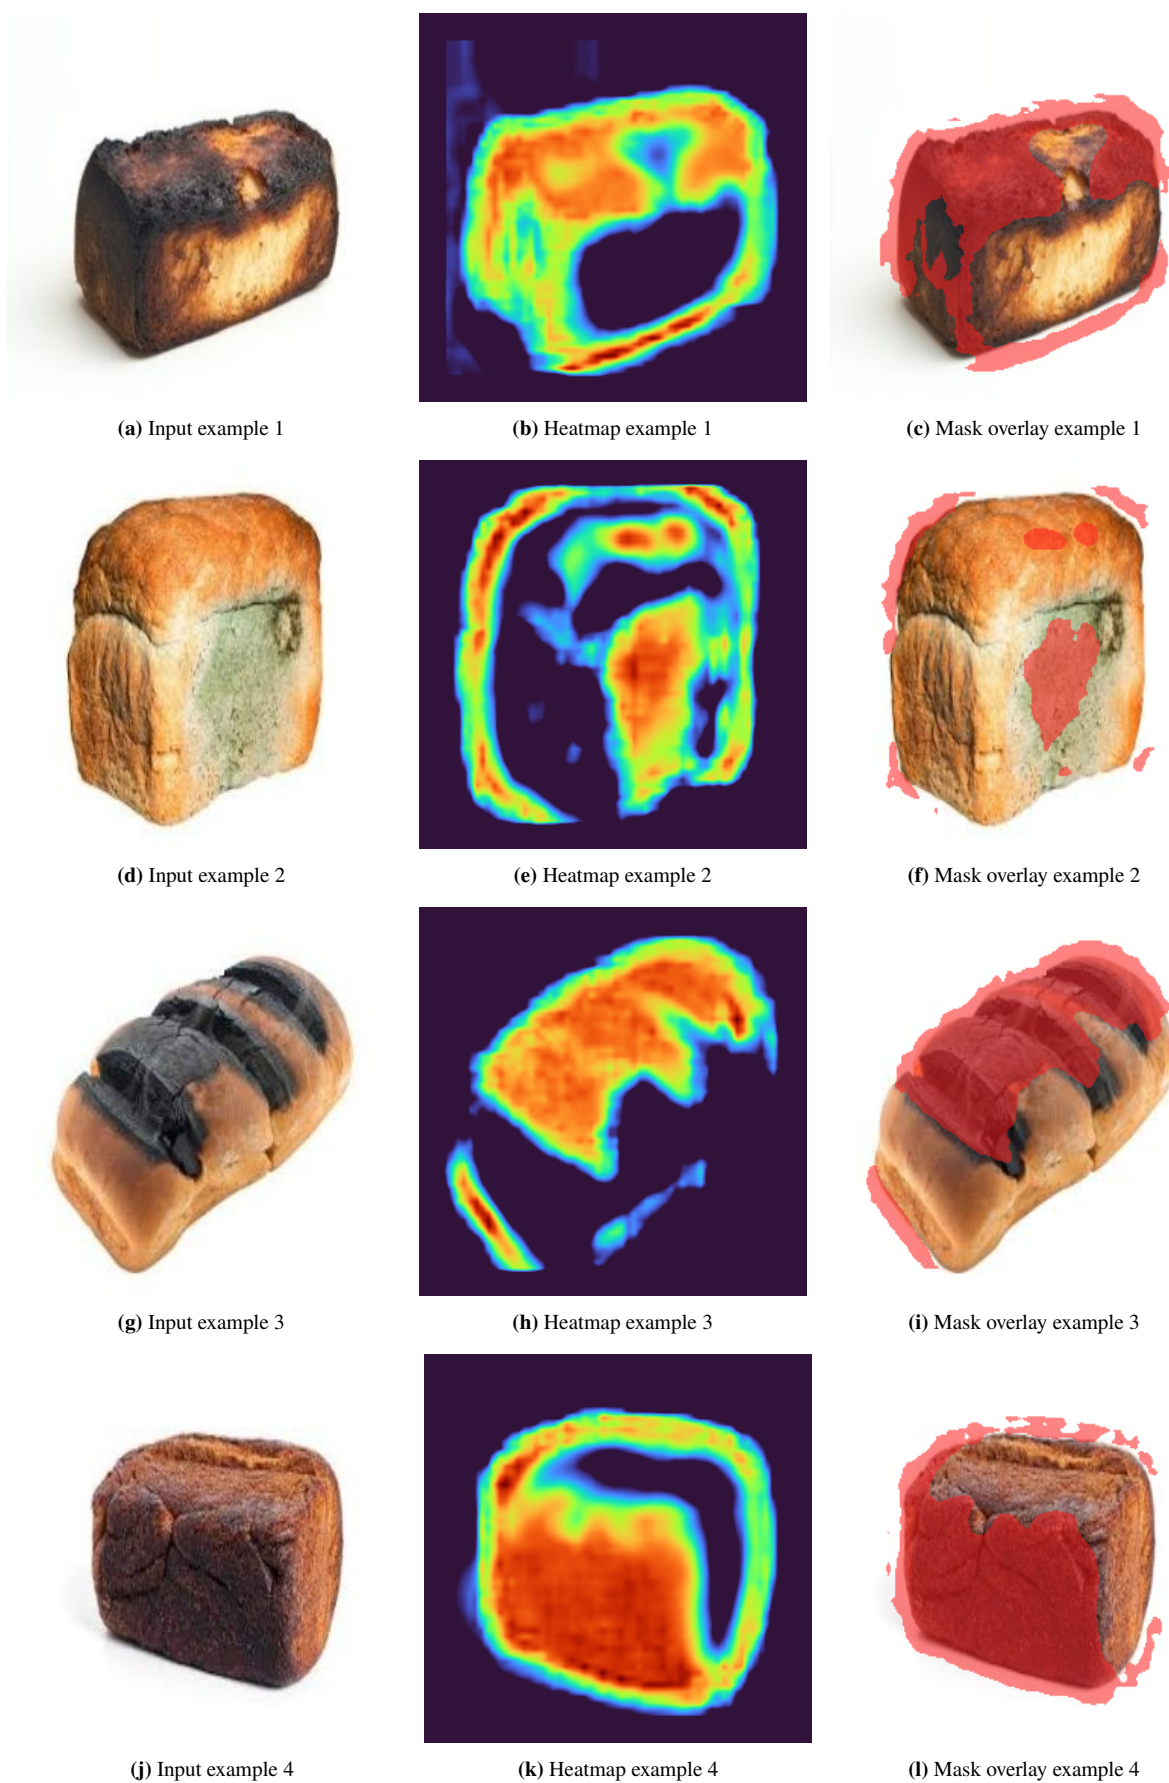 (a) Input example 1
(b) Heatmap example 1
(c) Mask overlay example 1
(d) Input example 2
(e) Heatmap example 2
(f) Mask overlay example 2
(g) Input example 3
(h) Heatmap example 3
(i) Mask overlay example 3
(j) Input example 4
(k) Heatmap example 4
(l) Mask overlay example 4